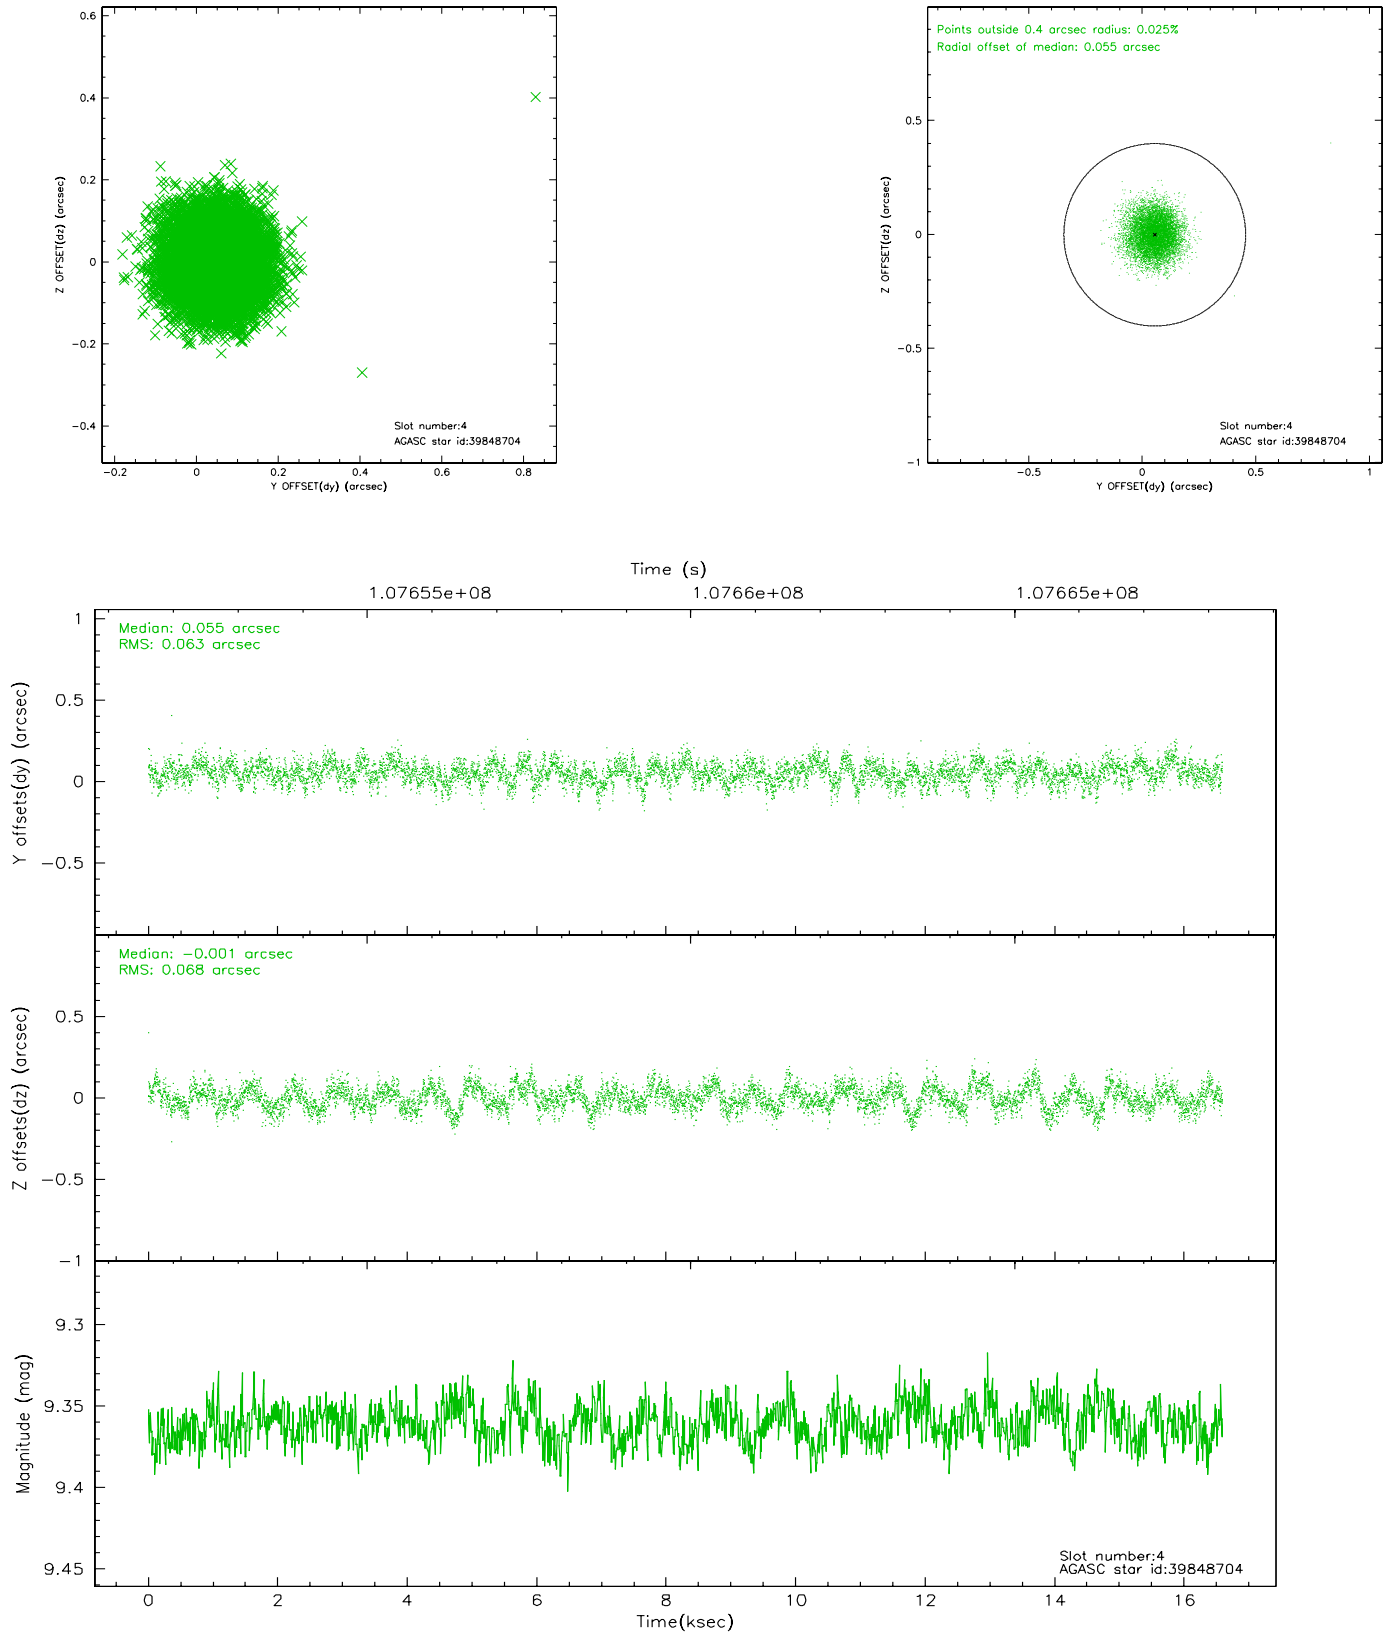 0.6
0.4
0.2
0
−0.2
−0.4
Z OFFSET(dz) (arcsec)
−0.2 0 0.2 0.4 0.6 0.8
Y OFFSET(dy) (arcsec)
Slot number:4
AGASC star id:39848704
Points outside 0.4 arcsec radius: 0.025%
Radial offset of median: 0.055 arcsec
0.5
0
−0.5
−1
Z OFFSET(dz) (arcsec)
−0.5 0 0.5 1
Y OFFSET(dy) (arcsec)
Slot number:4
AGASC star id:39848704
Time (s)
1.07655e+08 1.0766e+08 1.07665e+08
Median: 0.055 arcsec
RMS: 0.063 arcsec
1
0.5
0
−0.5
Y offsets(dy) (arcsec)
Median: −0.001 arcsec
RMS: 0.068 arcsec
0.5
0
−0.5
−1
Z offsets(dz) (arcsec)
9.3
9.35
9.4
9.45
Magnitude (mag)
Slot number:4
AGASC star id:39848704
0 2 4 6 8 10 12 14 16
Time(ksec)